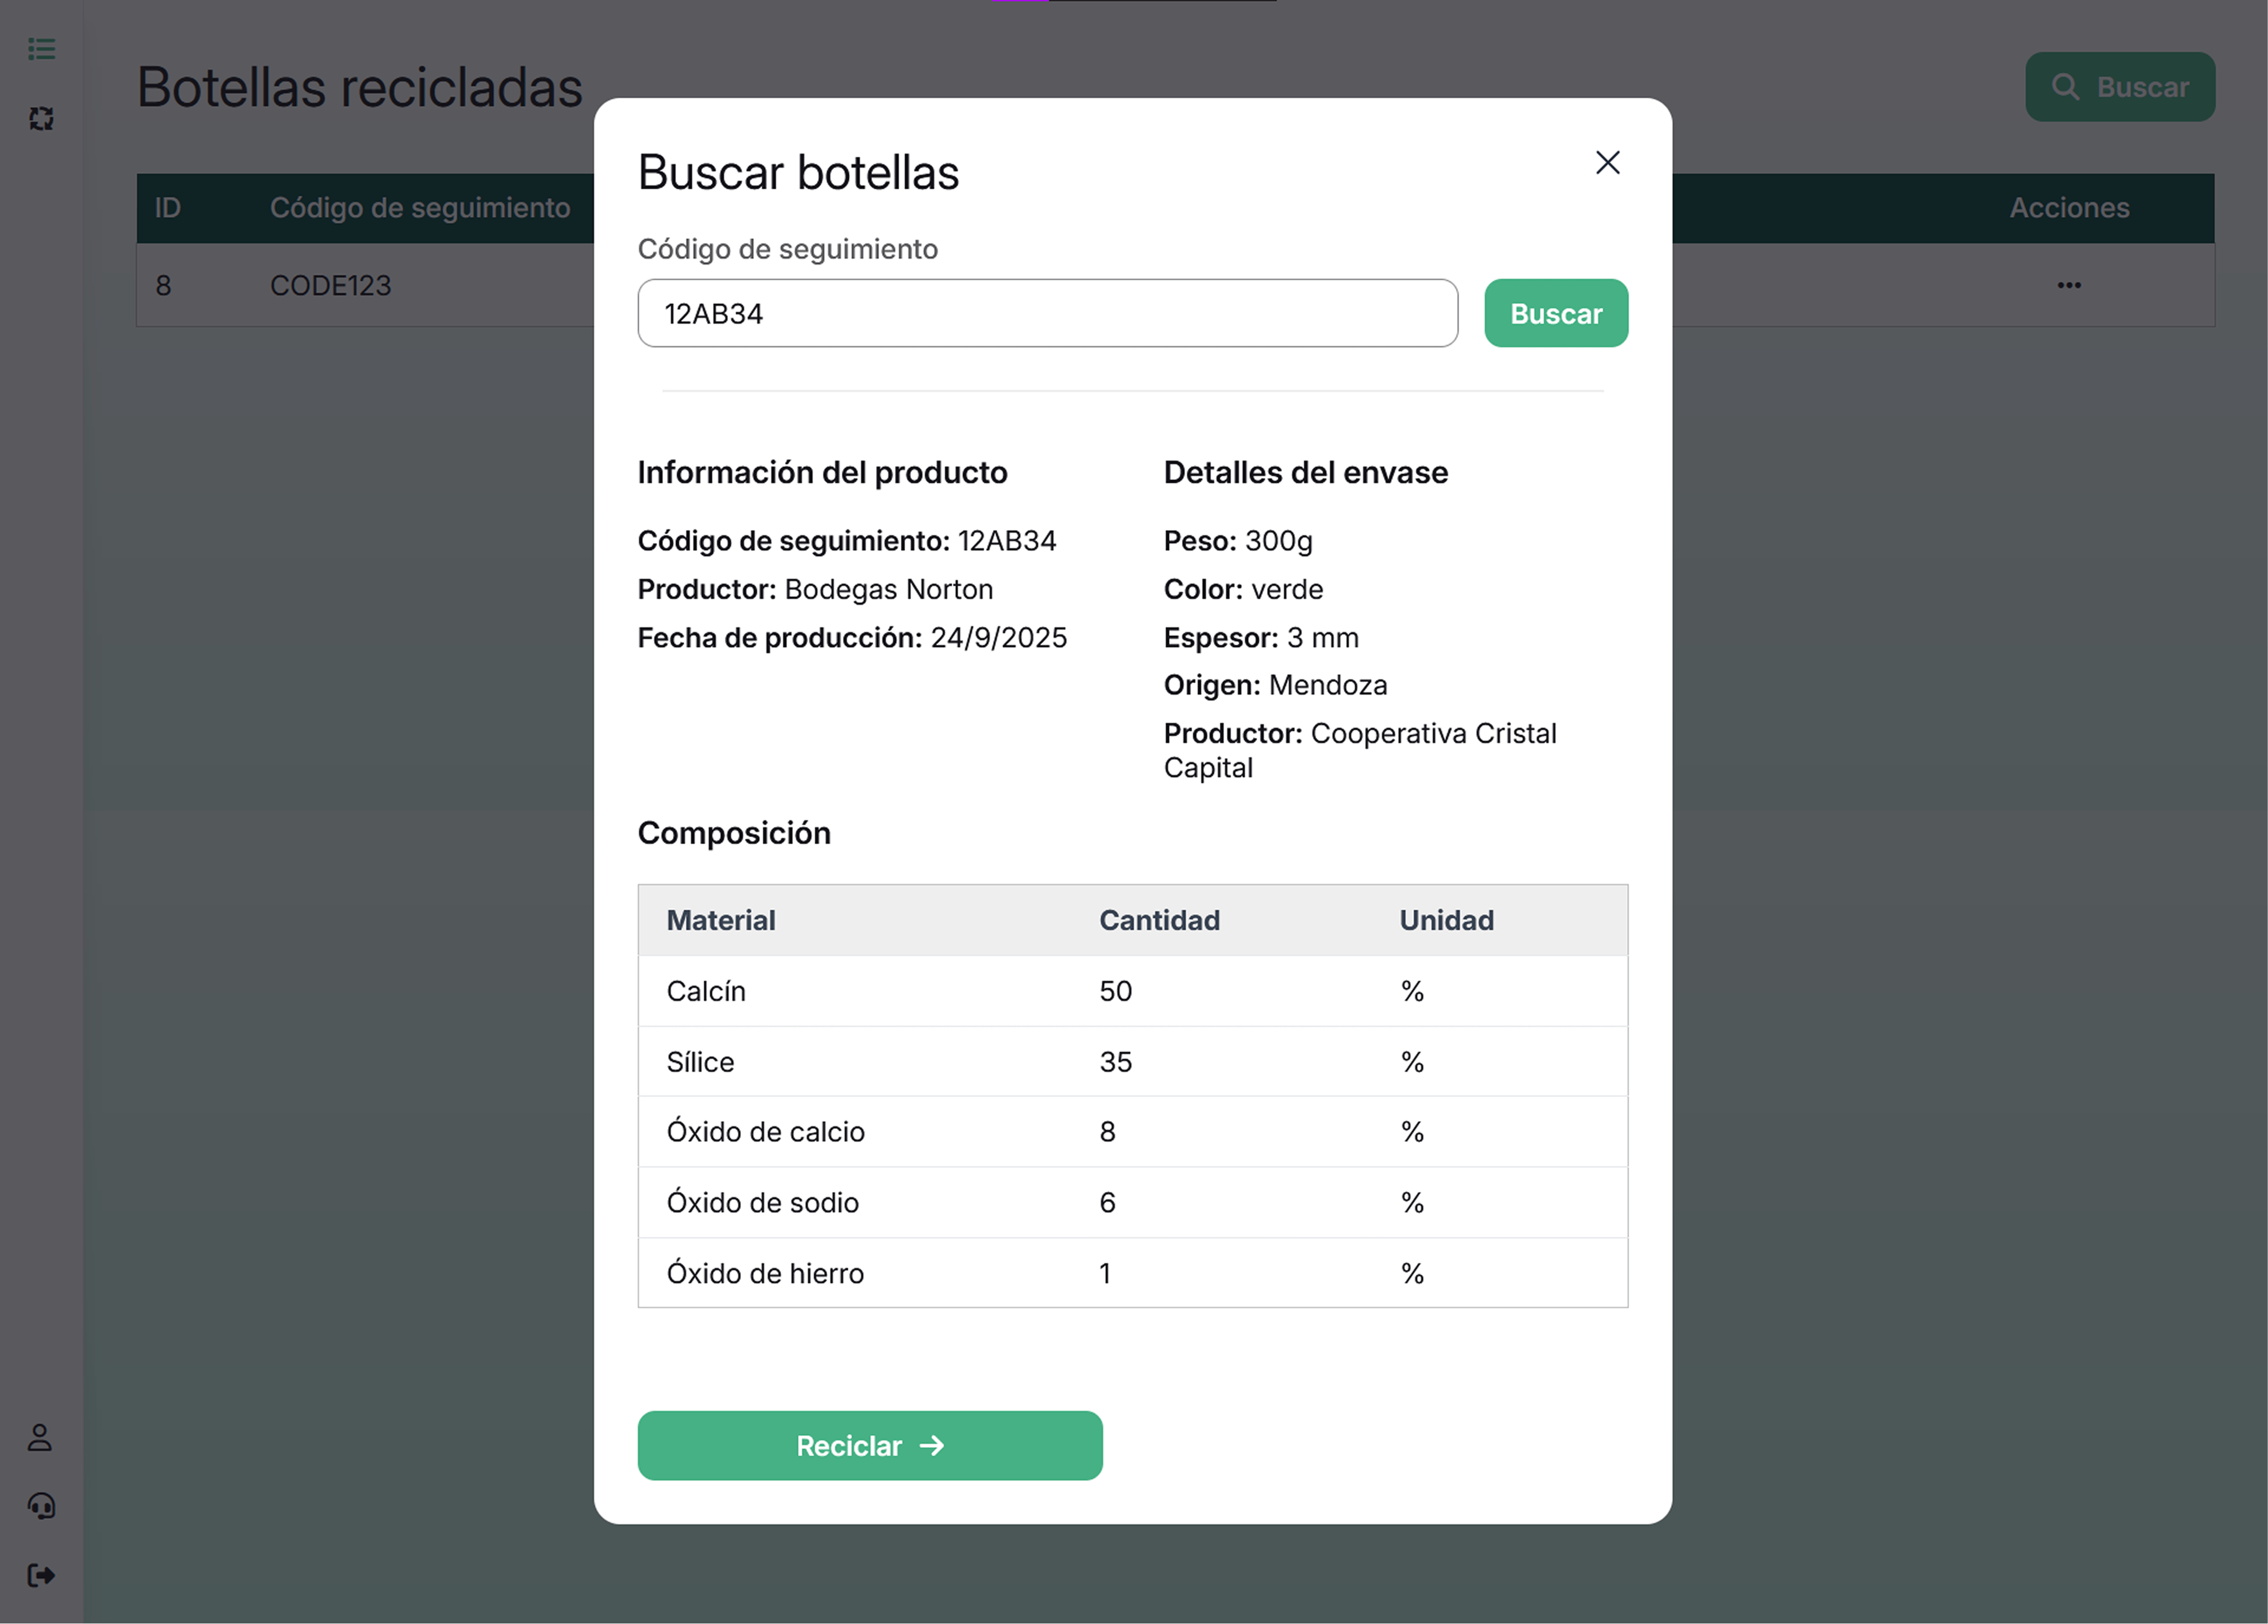 Botellas recicladas
Buscar
ID Código de seguimiento Acciones
8 CODE123
Buscar botellas
Código de seguimiento
12AB34 Buscar
Información del producto
Código de seguimiento: 12AB34
Productor: Bodegas Norton
Fecha de producción: 24/9/2025
Detalles del envase
Peso: 300g
Color: verde
Espesor: 3 mm
Origen: Mendoza
Productor: Cooperativa Cristal
Capital
Composición
Material Cantidad Unidad
Calcín 50 %
Sílice 35 %
Óxido de calcio 8 %
Óxido de sodio 6 %
Óxido de hierro 1 %
Reciclar